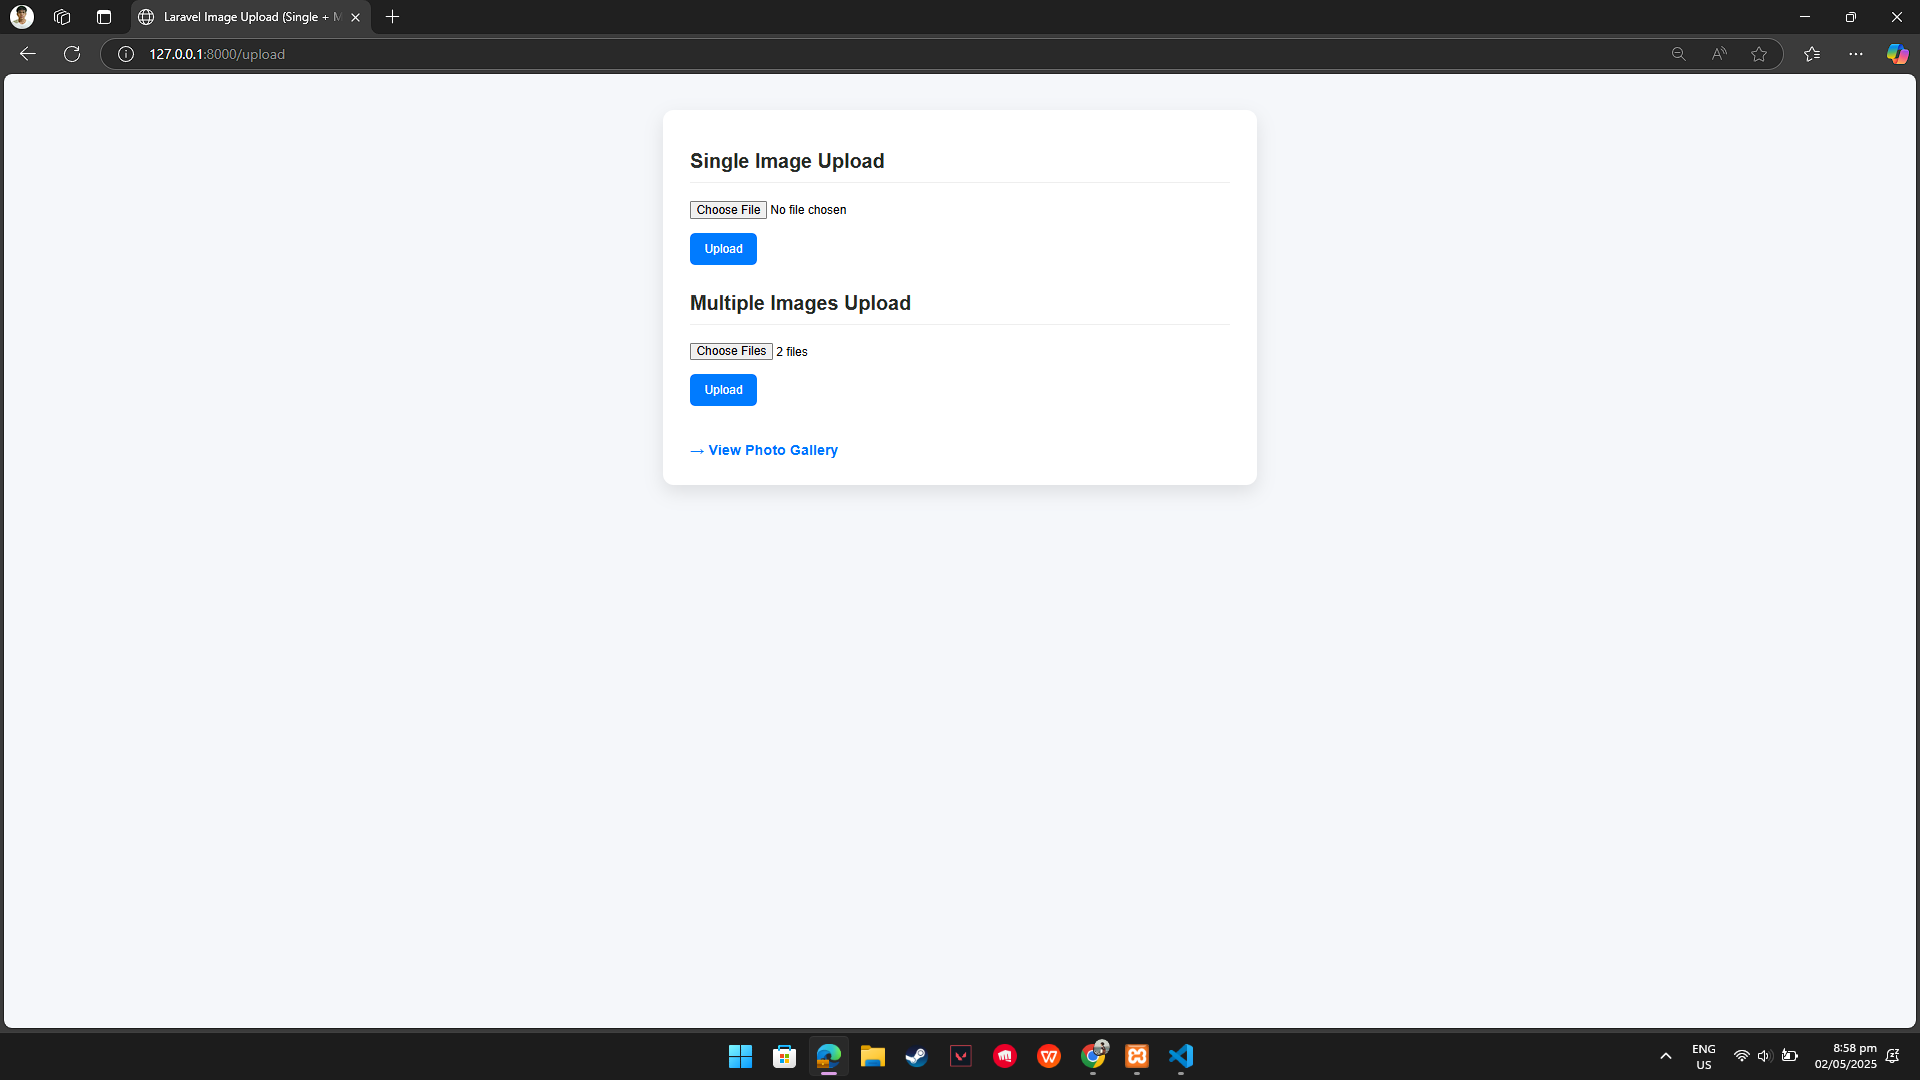 Laravel Image Upload (Single + M
127.0.0.1:8000/upload
Single Image Upload
Choose File No file chosen
Upload
Multiple Images Upload
Choose Files 2 files
Upload
→ View Photo Gallery
ENG
US
8:58 pm
02/05/2025